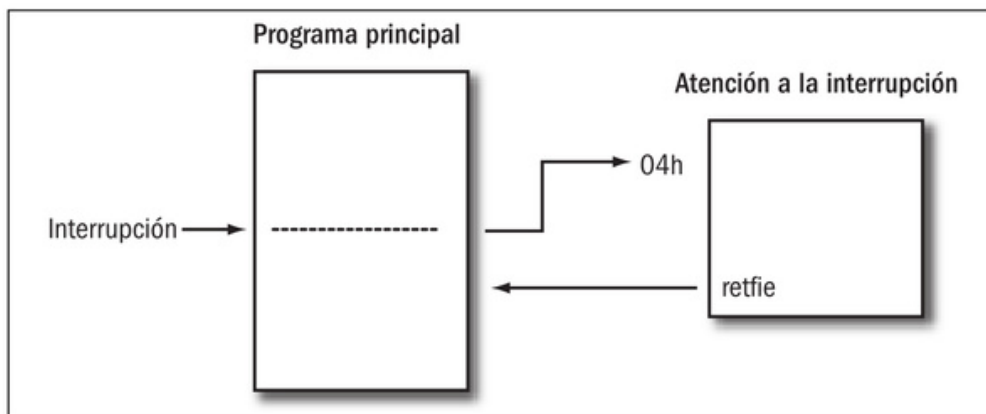 Programa principal
Atención a la interrupción
04h
Interrupción
retfie